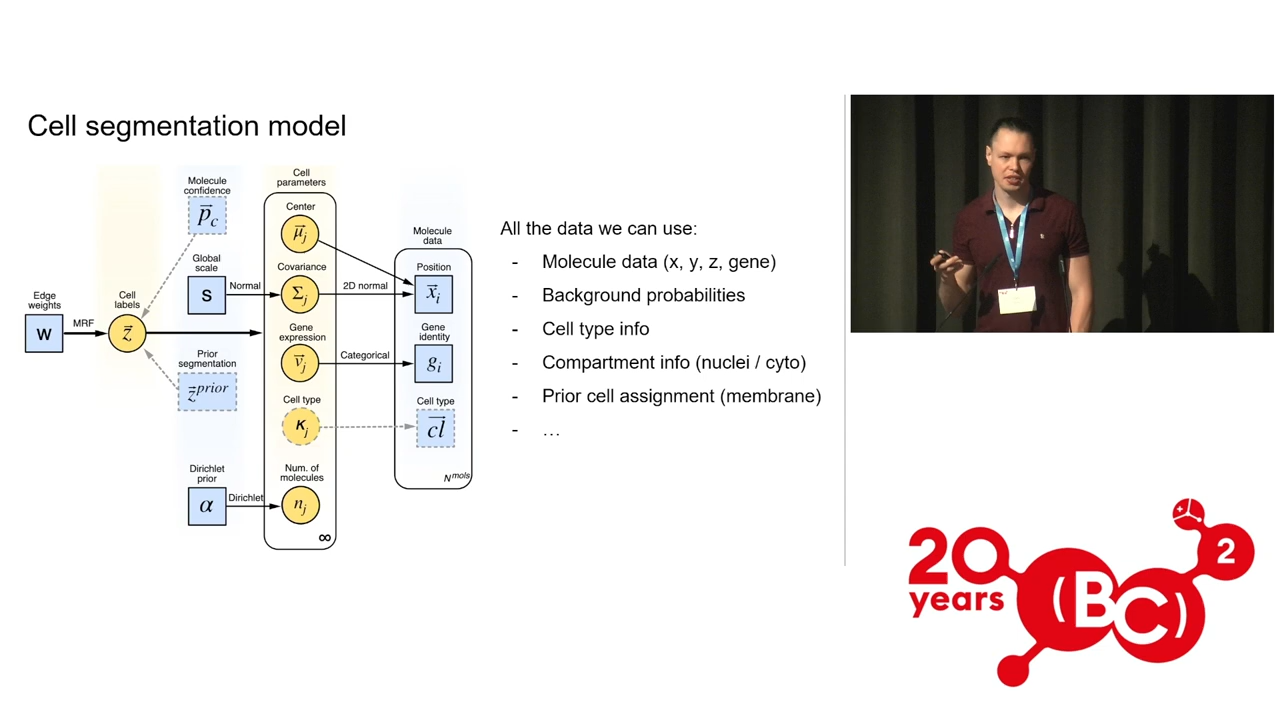 Cell segmentation model
Molecule
confidence
p⃗c
Global
scale
s
Normal
Edge
weights
w
MRF
Cell
labels
z⃗
Prior
segmentation
z⃗ prior
Dirichlet
prior
α
Dirichlet
Cell
parameters
Center
μ⃗j
Covariance
Σj
2D normal
Gene
expression
v⃗j
Categorical
Cell type
Kj
Num. of
molecules
nj
∞
Molecule
data
Position
x⃗i
Gene
identity
gi
Cell type
cl
N mols
All the data we can use:
- Molecule data (x, y, z, gene)
- Background probabilities
- Cell type info
- Compartment info (nuclei / cyto)
- Prior cell assignment (membrane)
- …
20
years
(BC)
2